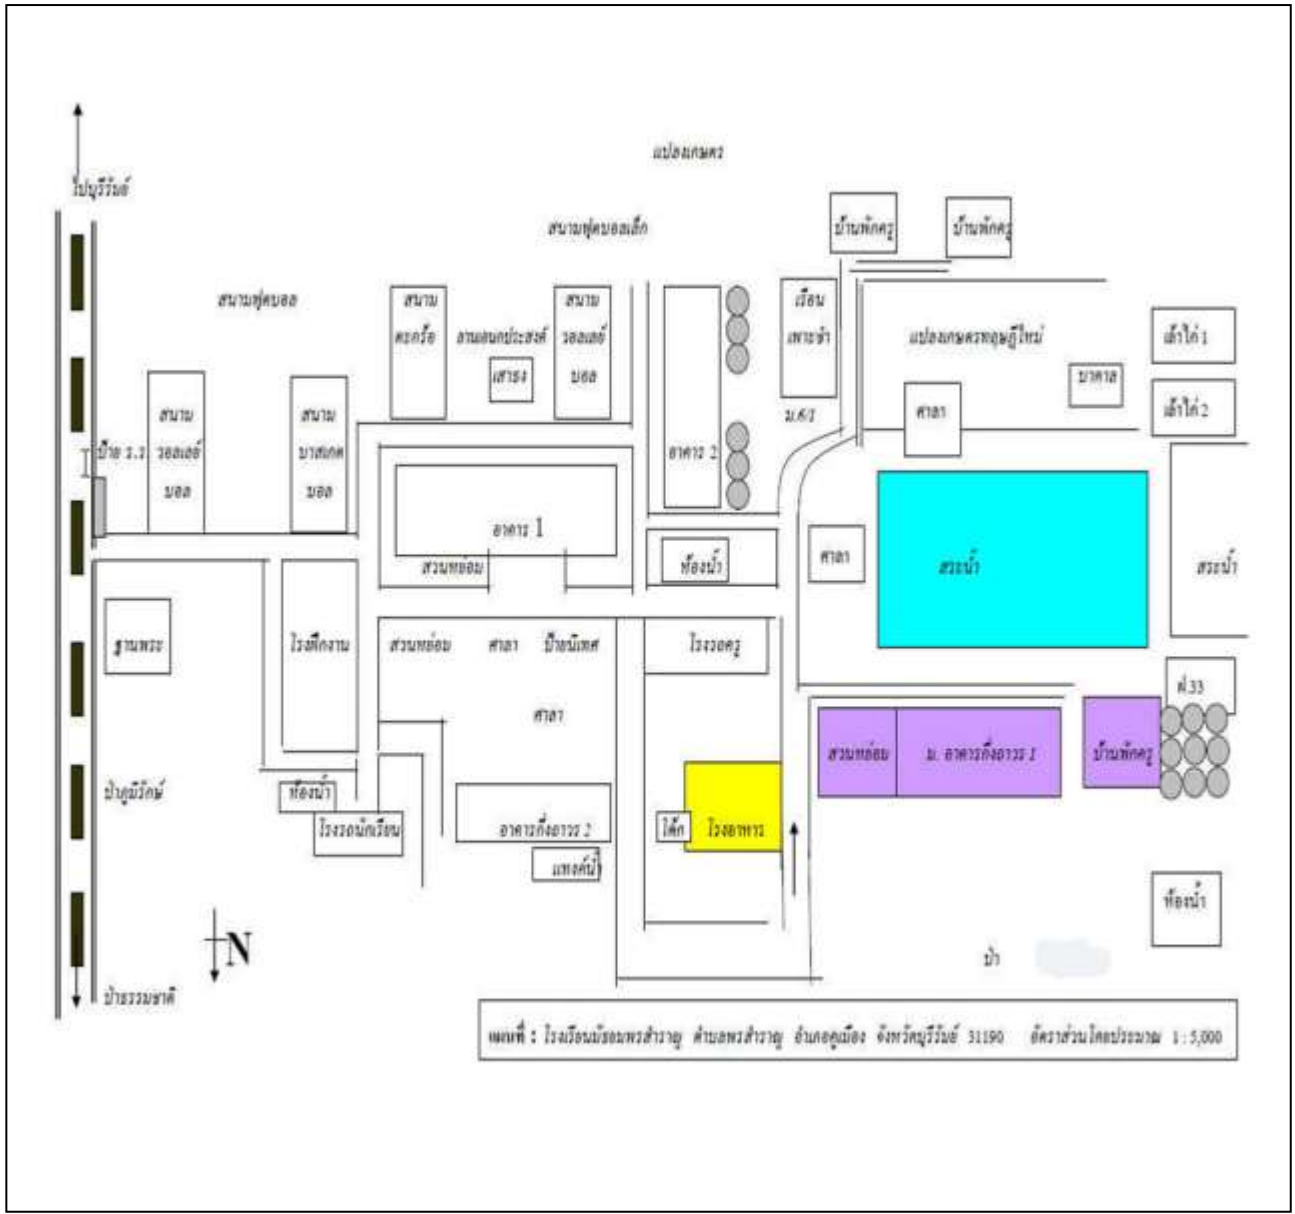 แปลงเกษตร
ไปบุรีรัมย์
บ้านพักครู
บ้านพักครู
สนามฟุตบอลเล็ก
สนามฟุตบอล
สนาม
ตะกร้อ
ลานเอนกประสงค์
เสาธง
สนาม
วอลเลย์
บอล
เรือน
เพาะชำ
แปลงเกษตรทฤษฎีใหม่
เล้าไก่ 1
บาดาล
เล้าไก่ 2
ศาลา
สนาม
วอลเลย์
บอล
สนาม
บาสเกต
บอล
ป้าย ร.ร
อาคาร 2
อาคาร 1
สวนหย่อม
ห้องน้ำ
ศาลา
สระน้ำ
สระน้ำ
ฐานพระ
โรงฝึกงาน
สวนหย่อม
ศาลา
ป้ายนิเทศ
โรงรถครู
ศาลา
ฝ.33
สวนหย่อม
ม. อาคารกึ่งถาวร 1
บ้านพักครู
ป่าภูมีรักษ์
ห้องน้ำ
โรงรถนักเรียน
อาคารกึ่งถาวร 2
แทงค์น้ำ
โต๊ก
โรงอาหาร
ห้องน้ำ
N
ป่า
ป่าธรรมชาติ
แผนที่ : โรงเรียนมัธยมพรสำราญ ตำบลพรสำราญ อำเภอคูเมือง จังหวัดบุรีรัมย์ 31190 อัตราส่วนโดยประมาณ 1 : 5,000